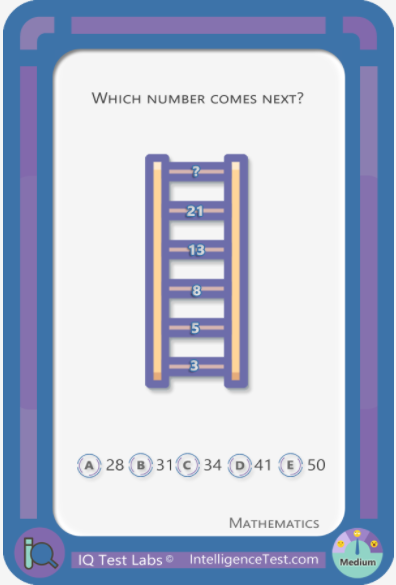 Which number comes next?
?
21
13
8
5
3
A 28 B 31 C 34 D 41 E 50
Mathematics
iQ IQ Test Labs © IntelligenceTest.com Medium